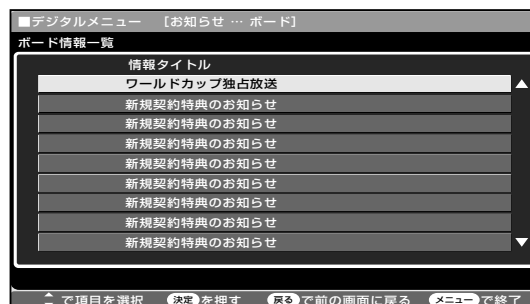 ■デジタルメニュー [お知らせ … ボード]
ボード情報一覧
情報タイトル
ワールドカップ独占放送
新規契約特典のお知らせ
新規契約特典のお知らせ
新規契約特典のお知らせ
新規契約特典のお知らせ
新規契約特典のお知らせ
新規契約特典のお知らせ
新規契約特典のお知らせ
新規契約特典のお知らせ
で項目を選択 決定を押す 戻るで前の画面に戻る メニューで終了